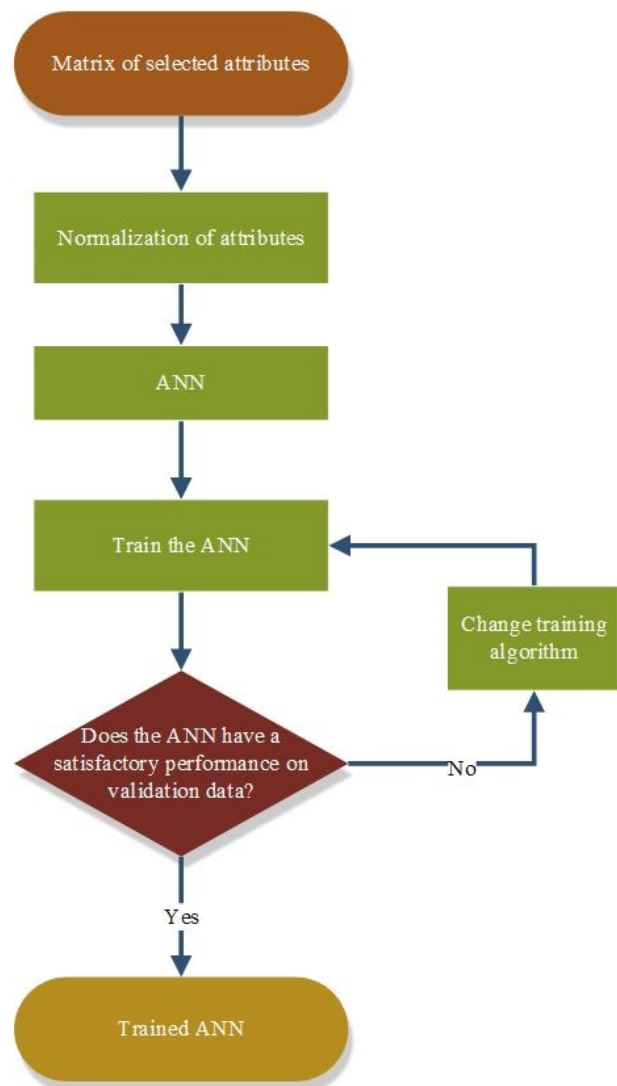 Matrix of selected attributes
Normalization of attributes
ANN
Train the ANN
Change training
algorithm
Does the ANN have a
satisfactory performance on
validation data?
No
Yes
Trained ANN